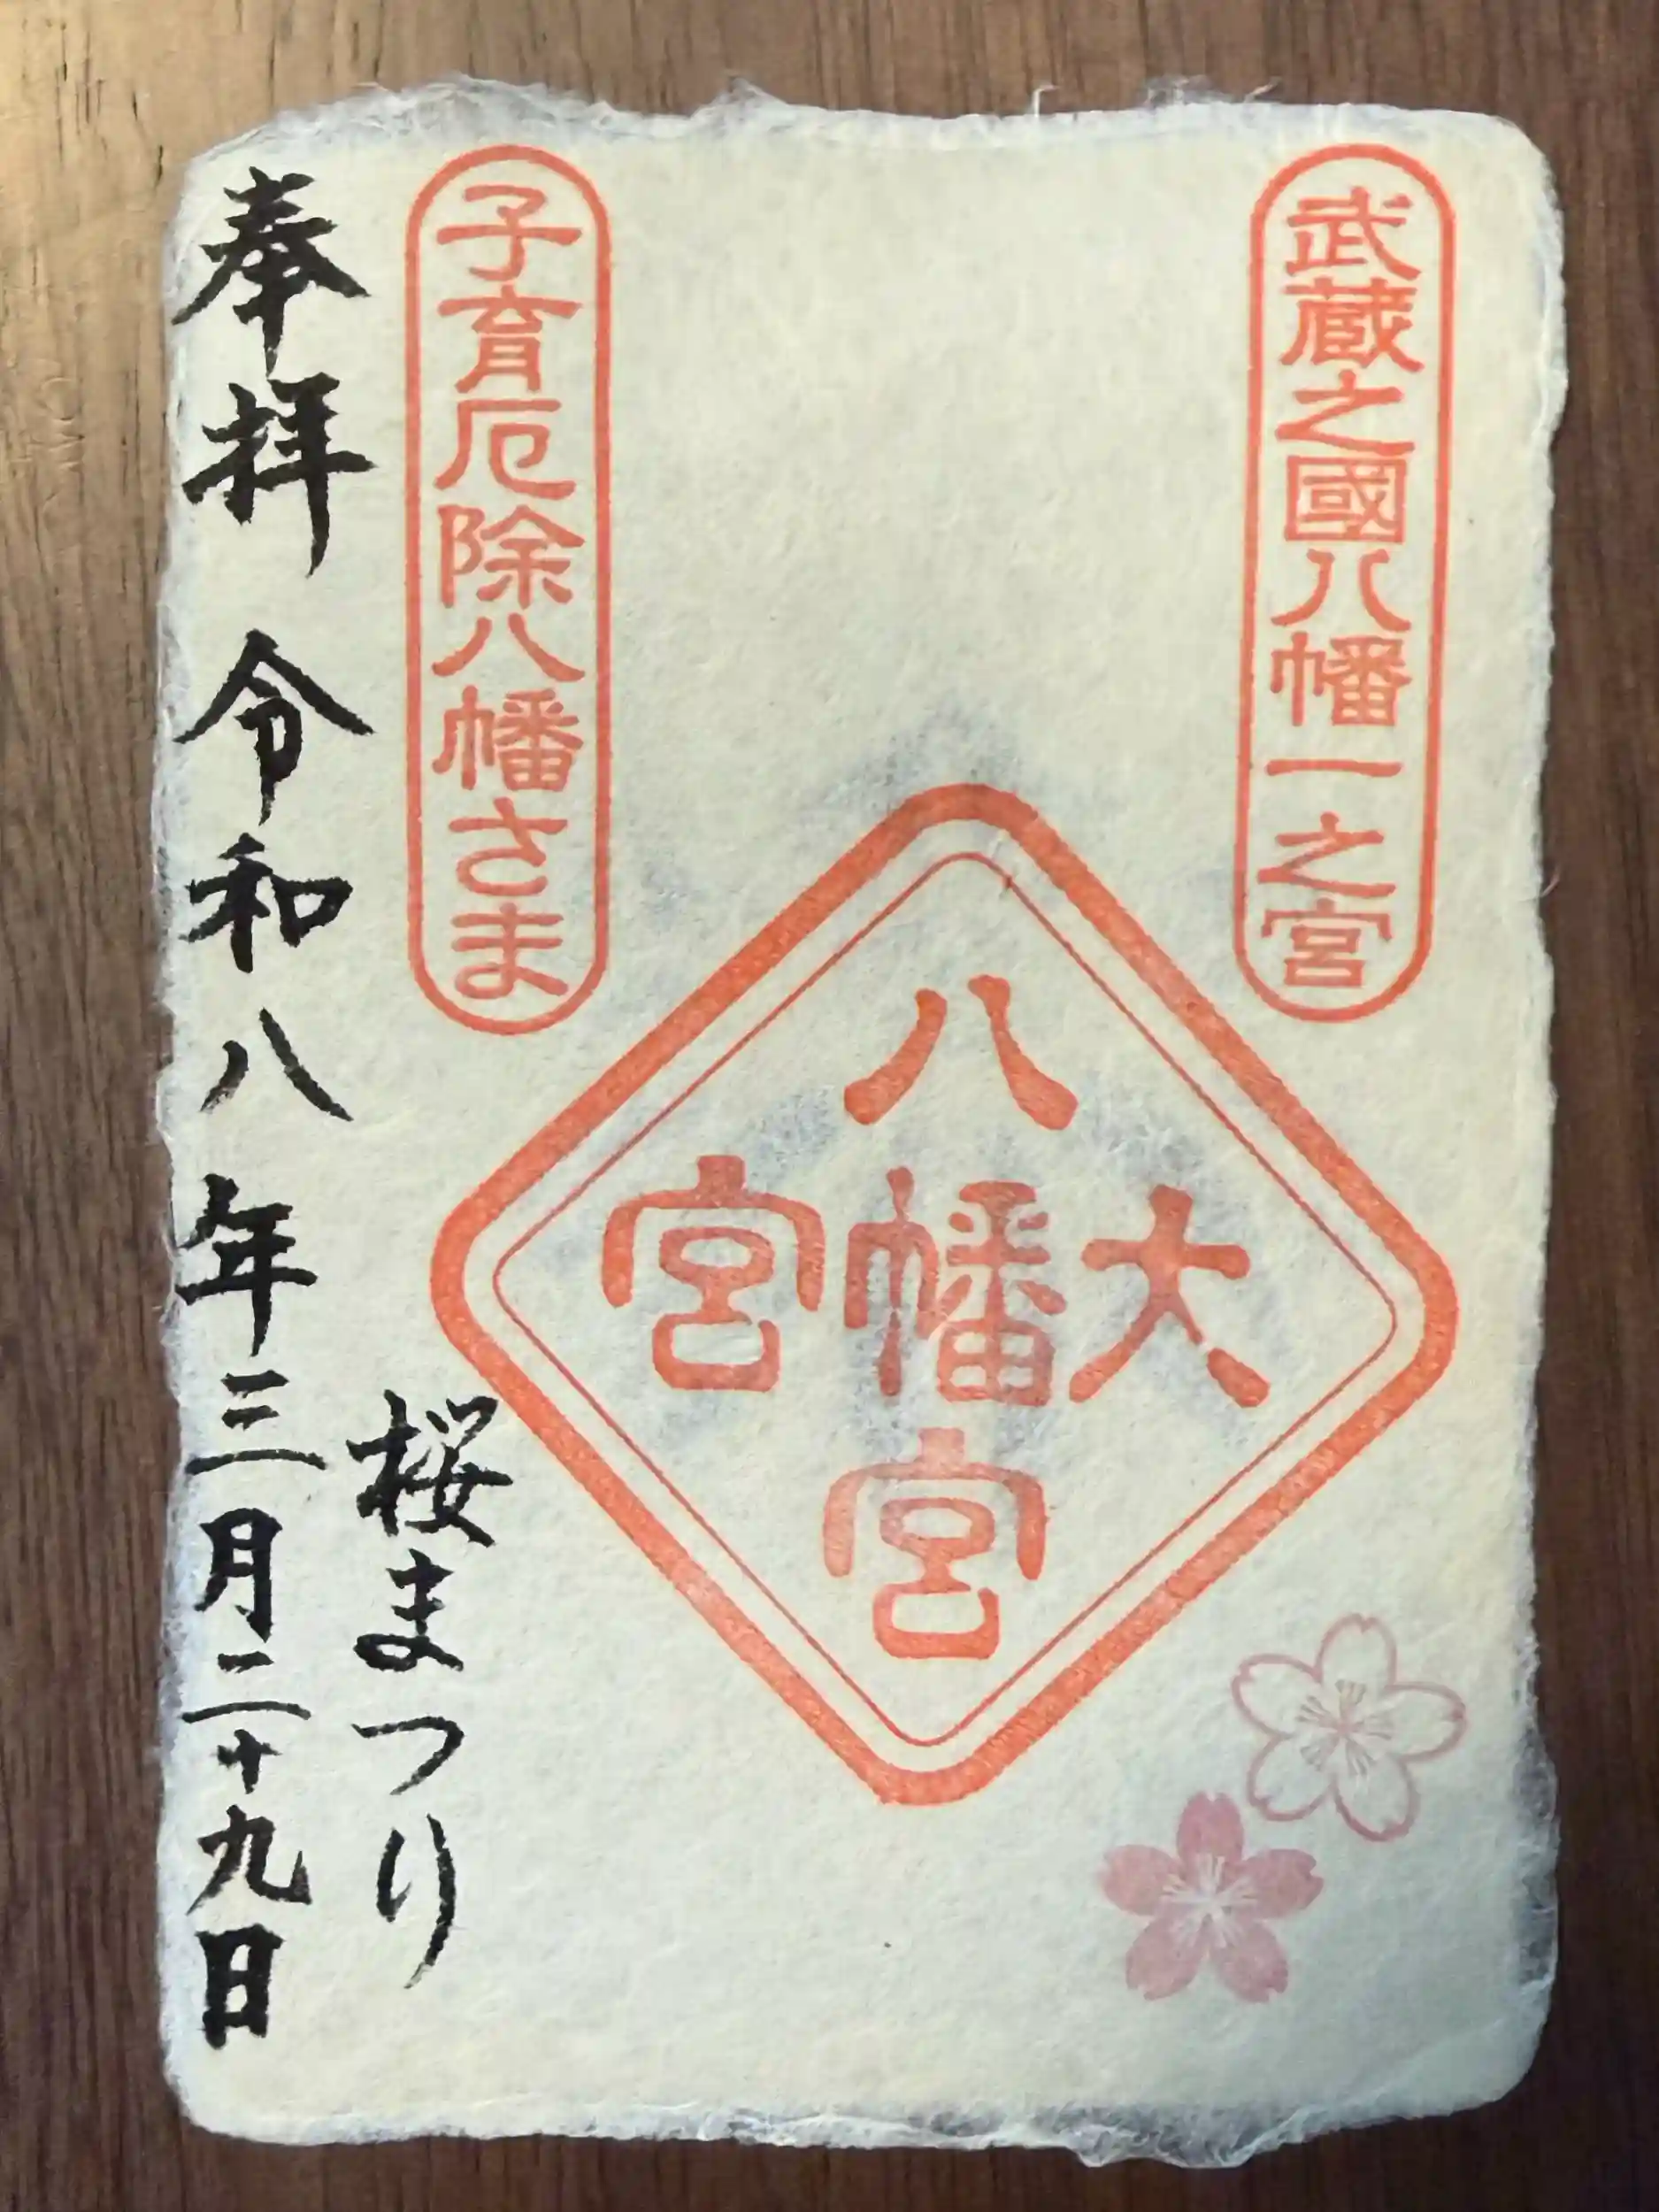 武蔵之國八幡一之宮
大宮八幡宮
子育厄除八幡さま
桜まつり
奉拝 令和八年三月二十九日